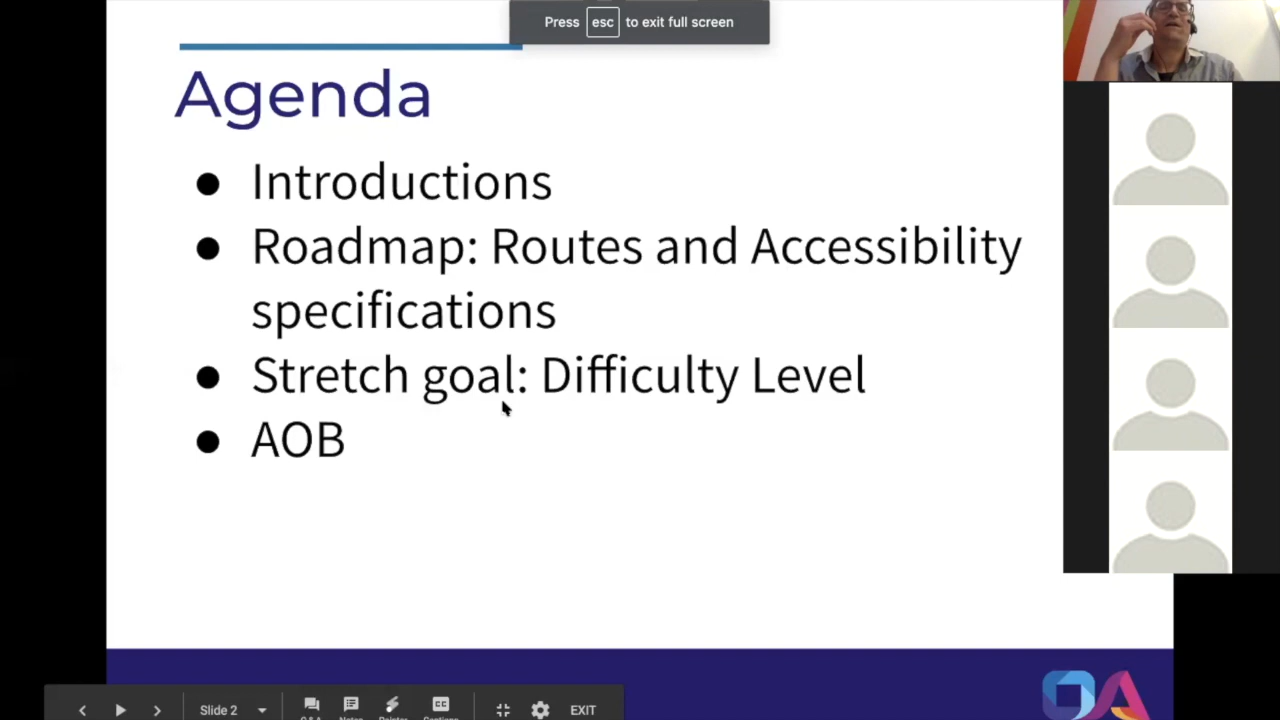 Press esc to exit full screen
Agenda
● Introductions
● Roadmap: Routes and Accessibility
specifications
● Stretch goal: Difficulty Level
● AOB
Slide 2
EXIT
CC